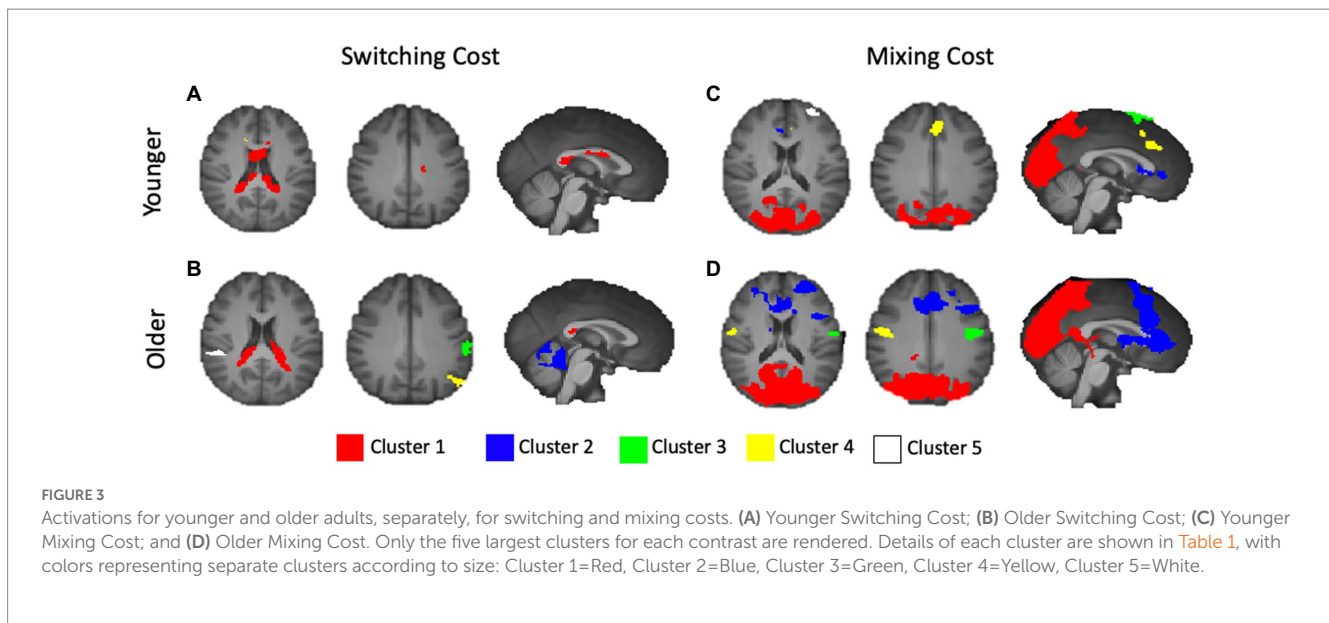 Switching Cost
Mixing Cost
A
C
Younger
B
D
Older
Cluster 1
Cluster 2
Cluster 3
Cluster 4
Cluster 5
FIGURE 3
Activations for younger and older adults, separately, for switching and mixing costs. (A) Younger Switching Cost; (B) Older Switching Cost; (C) Younger
Mixing Cost; and (D) Older Mixing Cost. Only the five largest clusters for each contrast are rendered. Details of each cluster are shown in Table 1, with
colors representing separate clusters according to size: Cluster 1=Red, Cluster 2=Blue, Cluster 3=Green, Cluster 4=Yellow, Cluster 5=White.